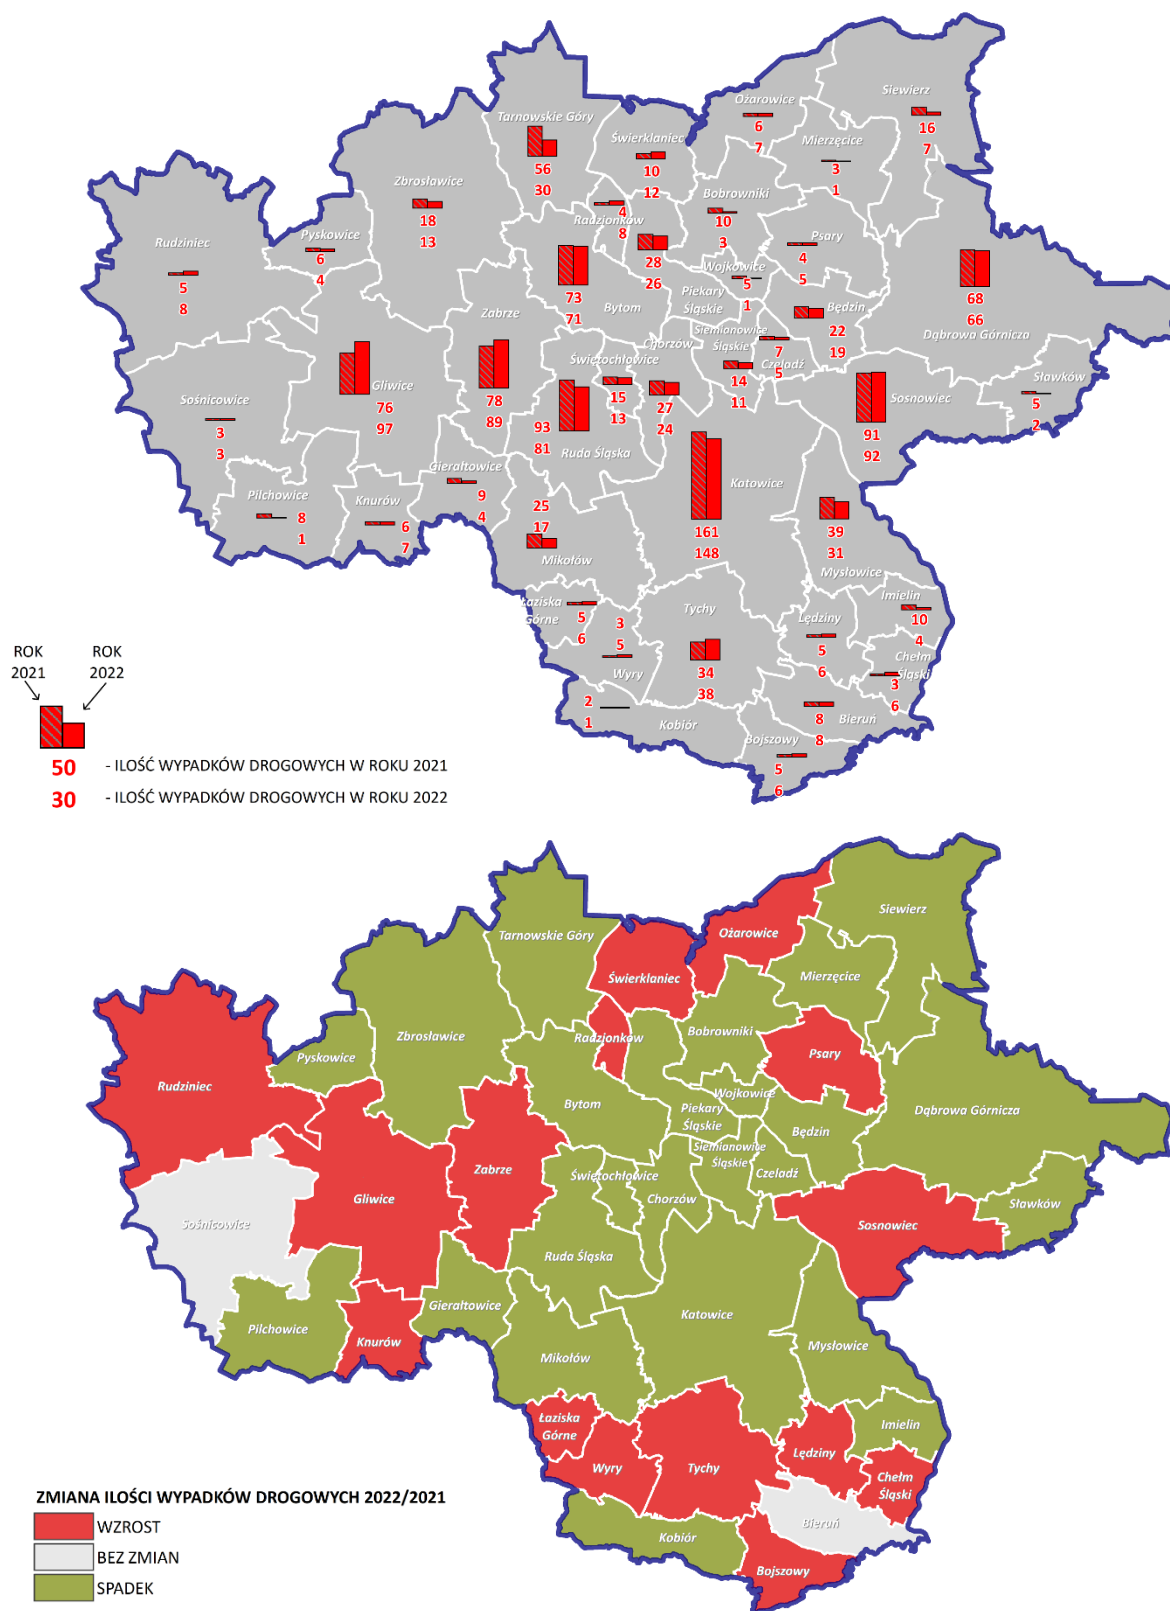 Siewierz
16
7
Ożarowice
6
7
Mierzęcice
3
1
Tarnowskie Góry
56
30
Świerklaniec
10
12
Zbrosławice
18
13
Bobrowniki
10
3
Radzionków
4
8
Psary
4
5
Pyskowice
6
4
Rudziniec
5
8
28
26
Piekary
Śląskie
Wojkowice
5
1
73
71
Bytom
68
66
Dąbrowa Górnicza
Będzin
22
19
Zabrze
78
89
Siemianowice
Śląskie
14
11
Czeladź
7
5
Chorzów
27
24
Świętochłowice
15
13
Gliwice
76
97
Sośnicowice
3
3
93
81
Ruda Śląska
Sosnowiec
91
92
Sławków
5
2
Gierałtowice
9
4
Katowice
161
148
Pilchowice
8
1
Knurów
6
7
25
17
Mikołów
39
31
Mysłowice
Imielin
10
4
Łaziska
Górne
5
6
3
5
Wyry
Tychy
34
38
Lędziny
5
6
Chełm
Śląski
3
6
2
1
Kobiór
8
8
Bieruń
Bojszowy
5
6
ROK
2021
ROK
2022
50 - ILOŚĆ WYPADKÓW DROGOWYCH W ROKU 2021
30 - ILOŚĆ WYPADKÓW DROGOWYCH W ROKU 2022
Siewierz
Ożarowice
Tarnowskie Góry
Świerklaniec
Mierzęcice
Zbrosławice
Radzionków
Bobrowniki
Psary
Pyskowice
Rudziniec
Bytom
Wojkowice
Piekary
Śląskie
Dąbrowa Górnicza
Będzin
Siemianowice
Śląskie
Zabrze
Świętochłowice
Chorzów
Czeladź
Gliwice
Sośnicowice
Sławków
Sosnowiec
Ruda Śląska
Gierałtowice
Katowice
Pilchowice
Knurów
Mikołów
Mysłowice
Łaziska
Górne
Imielin
Wyry
Tychy
Lędziny
Chełm
Śląski
Bieruń
Kobiór
Bojszowy
ZMIANA ILOŚCI WYPADKÓW DROGOWYCH 2022/2021
WZROST
BEZ ZMIAN
SPADEK